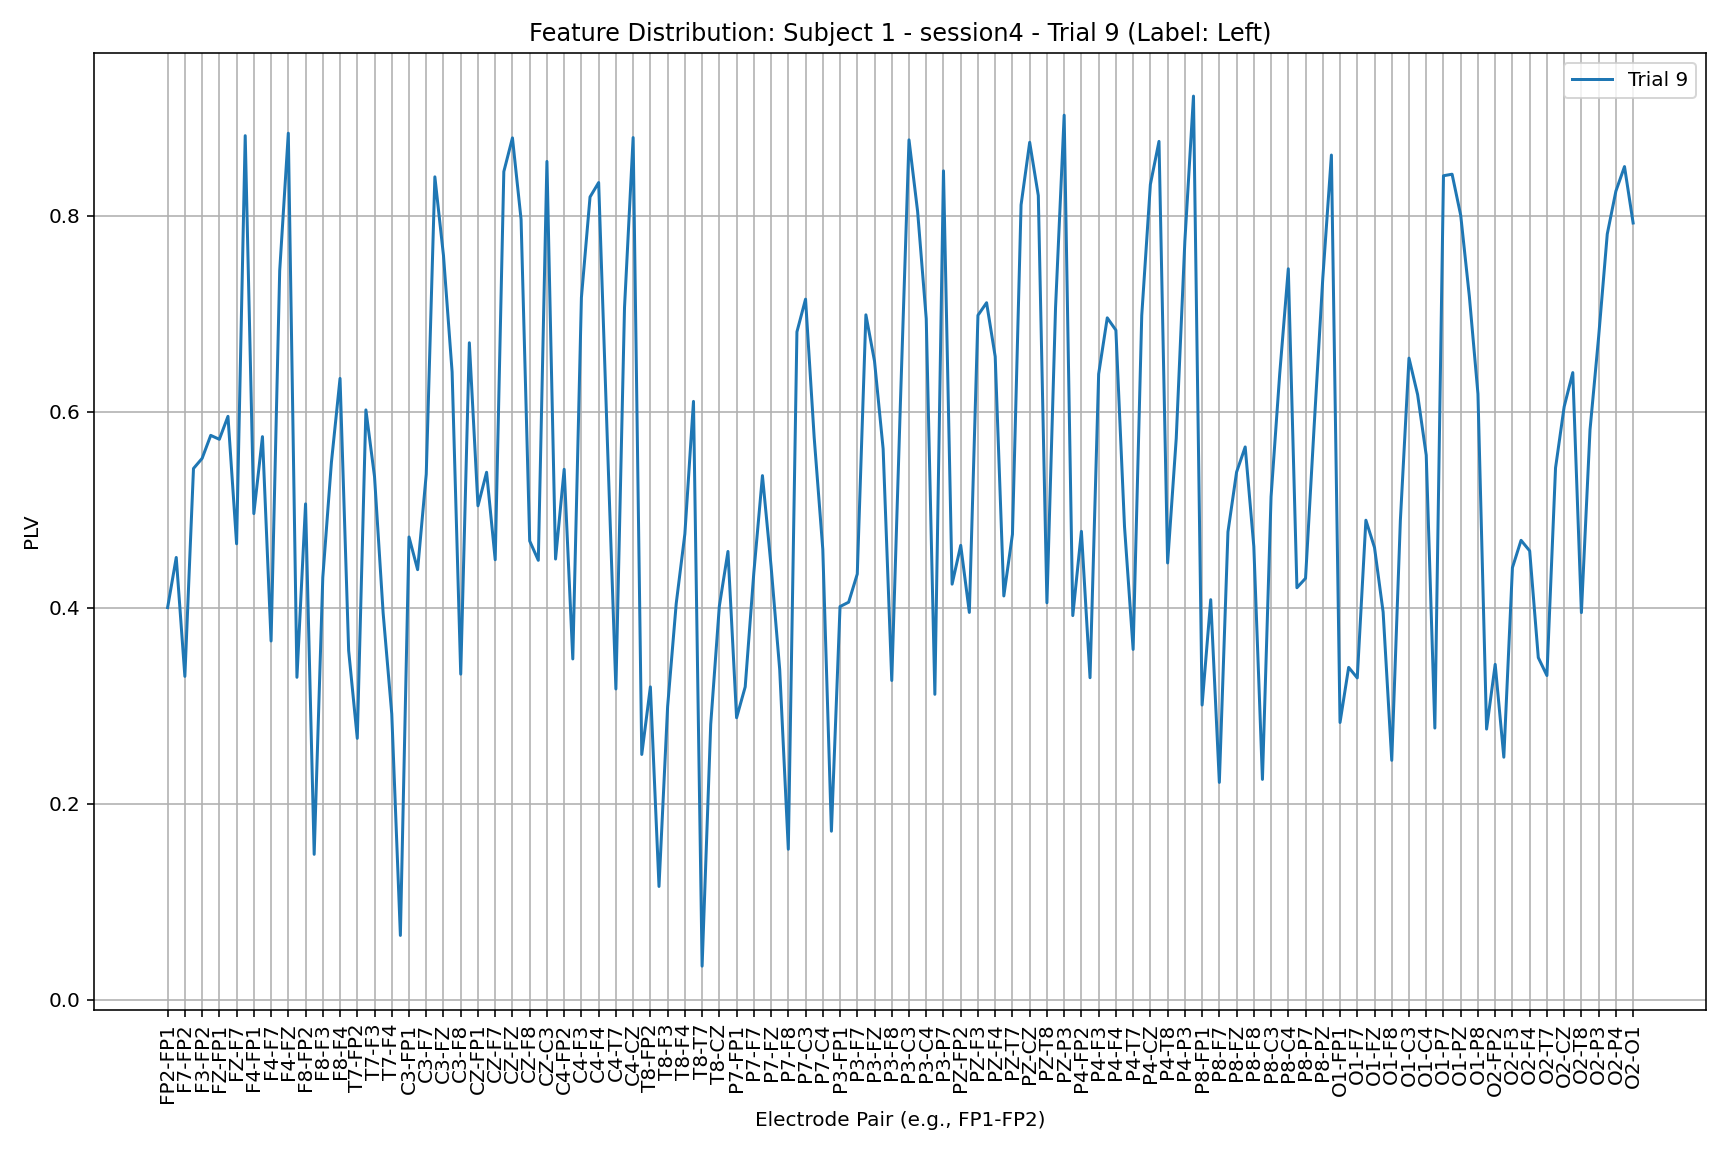 Feature Distribution: Subject 1 - session4 - Trial 9 (Label: Left)
Trial 9
PLV
0.8
0.6
0.4
0.2
0.0
FP2-FP1
F7-FP2
F3-FP2
FZ-FP1
FZ-F7
F4-FP1
F4-F7
F4-FZ
F8-FP2
F8-F3
F8-F4
T7-FP2
T7-F3
T7-F4
C3-FP1
C3-F7
C3-FZ
C3-F8
CZ-FP1
CZ-F7
CZ-FZ
CZ-F8
CZ-C3
C4-FP2
C4-F3
C4-F4
C4-T7
C4-CZ
T8-FP2
T8-F3
T8-F4
T8-T7
T8-CZ
P7-FP1
P7-F7
P7-FZ
P7-F8
P7-C3
P7-C4
P3-FP1
P3-F7
P3-FZ
P3-F8
P3-C3
P3-C4
P3-P7
PZ-FP2
PZ-F3
PZ-F4
PZ-T7
PZ-CZ
PZ-T8
PZ-P3
P4-FP2
P4-F3
P4-F4
P4-T7
P4-CZ
P4-T8
P4-P3
P8-FP1
P8-F7
P8-FZ
P8-F8
P8-C3
P8-C4
P8-P7
P8-PZ
O1-FP1
O1-F7
O1-FZ
O1-F8
O1-C3
O1-C4
O1-P7
O1-PZ
O1-P8
O2-FP2
O2-F3
O2-F4
O2-T7
O2-CZ
O2-T8
O2-P3
O2-P4
O2-O1
Electrode Pair (e.g., FP1-FP2)